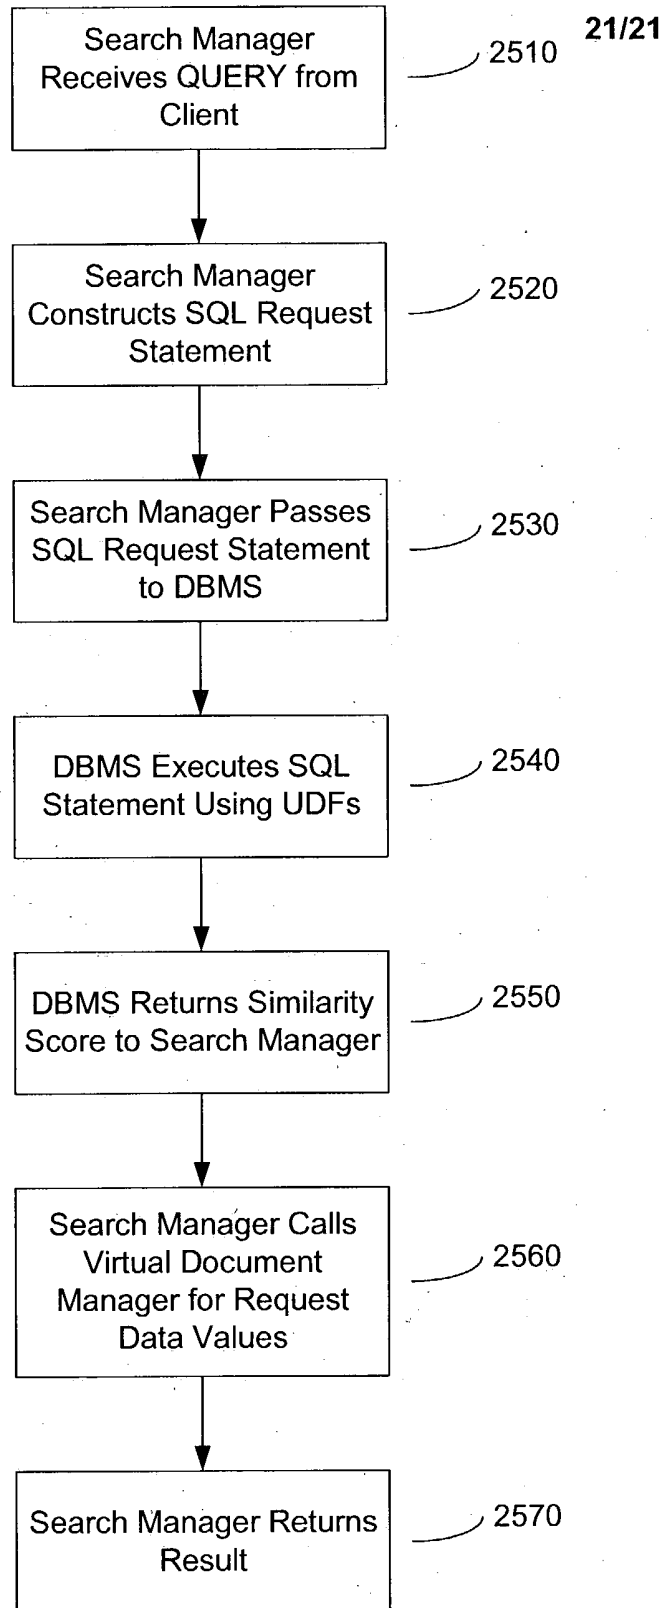 21/21
Search Manager
Receives QUERY from
Client
2510
Search Manager
Constructs SQL Request
Statement
2520
Search Manager Passes
SQL Request Statement
to DBMS
2530
DBMS Executes SQL
Statement Using UDFs
2540
DBMS Returns Similarity
Score to Search Manager
2550
Search Manager Calls
Virtual Document
Manager for Request
Data Values
2560
Search Manager Returns
Result
2570